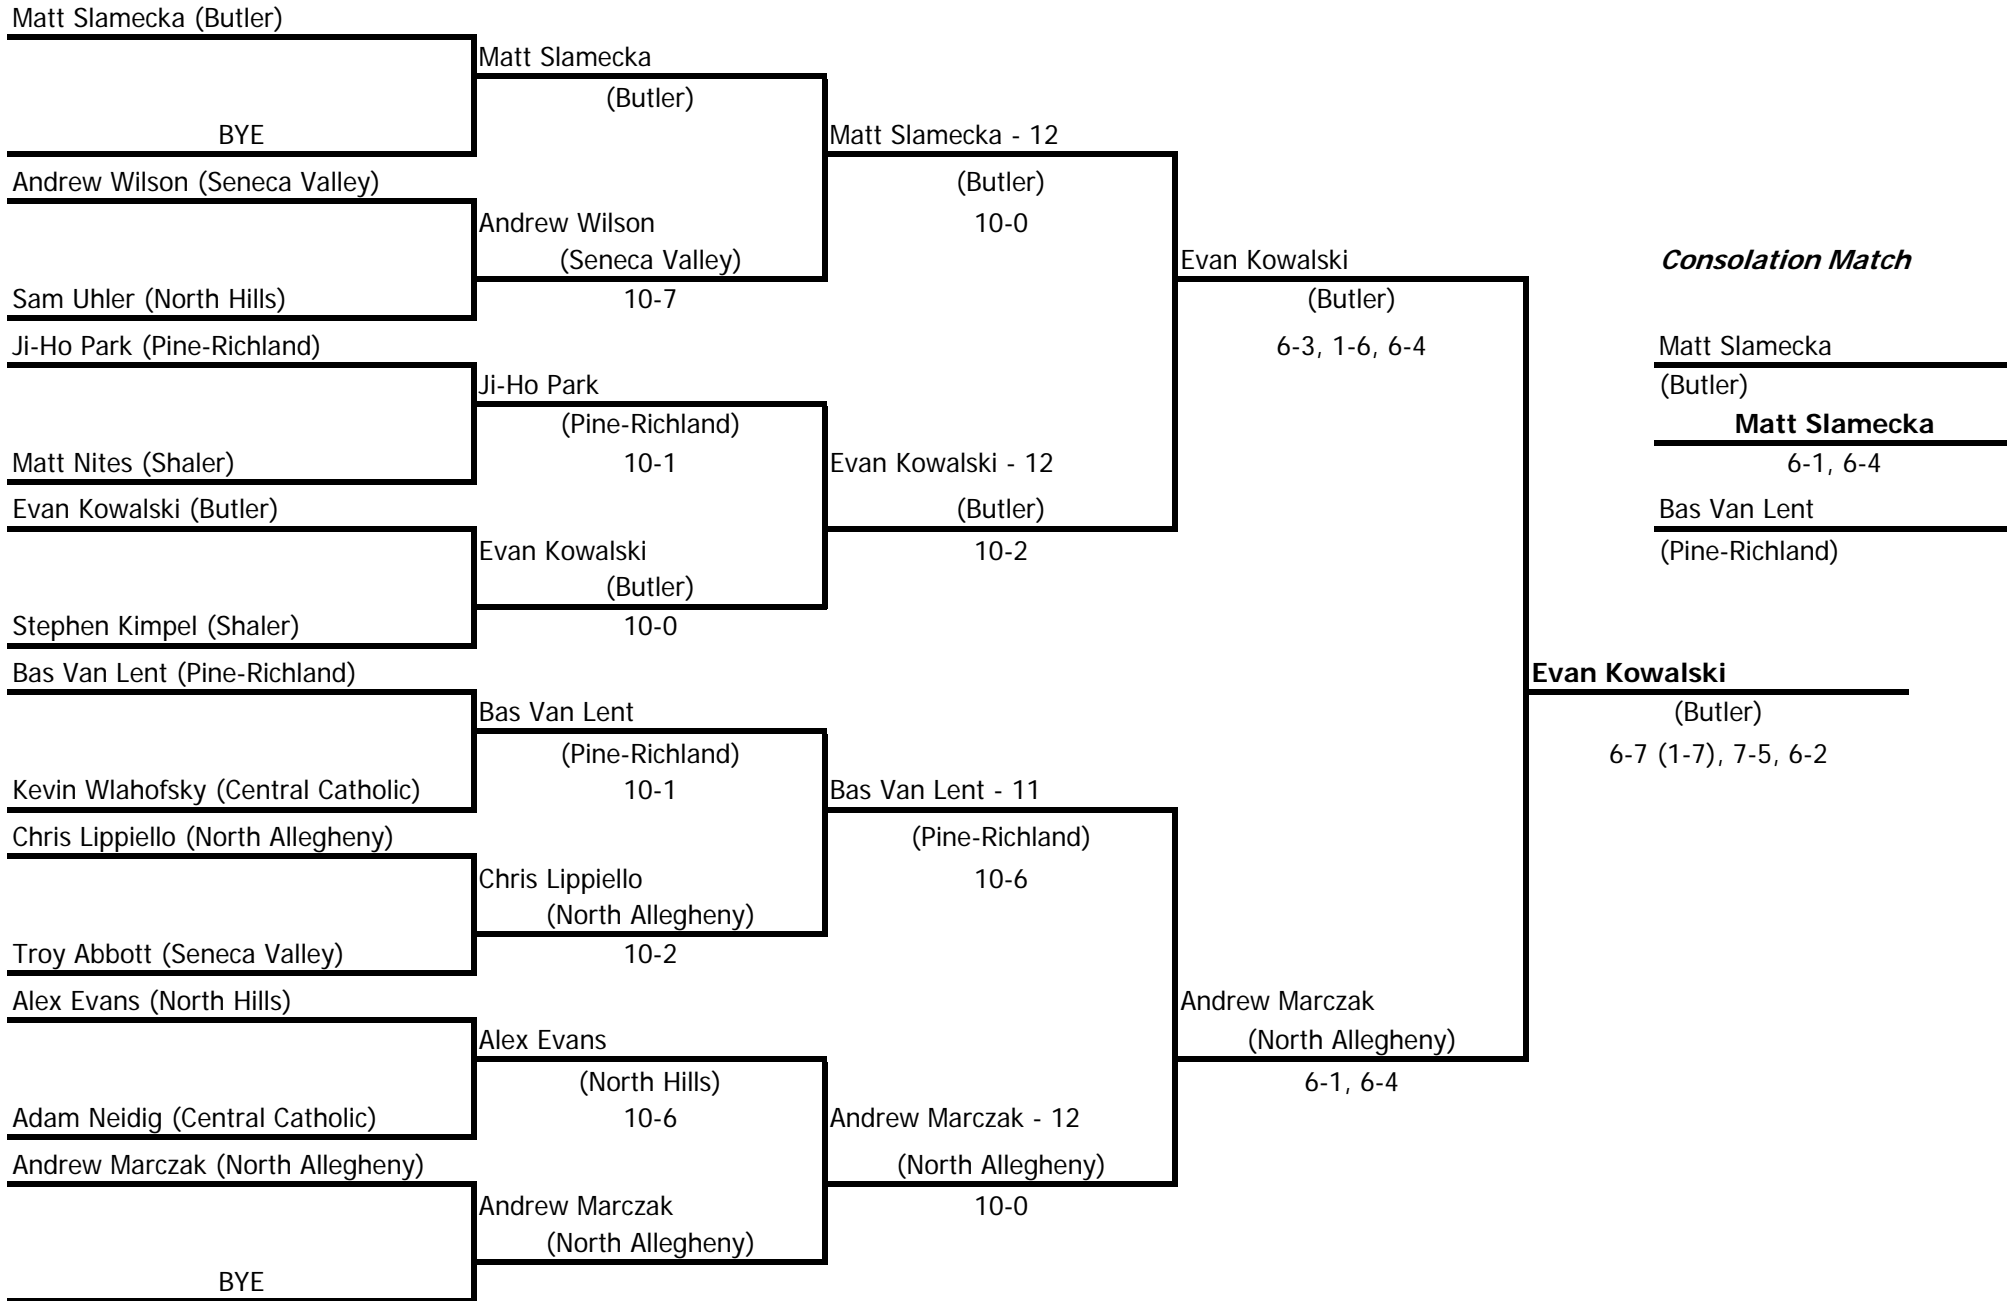 Matt Slamecka (Butler)
BYE
Andrew Wilson (Seneca Valley)
Sam Uhler (North Hills)
Ji-Ho Park (Pine-Richland)
Matt Nites (Shaler)
Evan Kowalski (Butler)
Stephen Kimpel (Shaler)
Bas Van Lent (Pine-Richland)
Kevin Wlahofsky (Central Catholic)
Chris Lippiello (North Allegheny)
Troy Abbott (Seneca Valley)
Alex Evans (North Hills)
Adam Neidig (Central Catholic)
Andrew Marczak (North Allegheny)
BYE
Matt Slamecka
(Butler)
Andrew Wilson
(Seneca Valley)
10-7
Ji-Ho Park
(Pine-Richland)
10-1
Evan Kowalski
(Butler)
10-0
Bas Van Lent
(Pine-Richland)
10-1
Chris Lippiello
(North Allegheny)
10-2
Alex Evans
(North Hills)
10-6
Andrew Marczak
(North Allegheny)
Matt Slamecka - 12
(Butler)
10-0
Evan Kowalski - 12
(Butler)
10-2
Bas Van Lent - 11
(Pine-Richland)
10-6
Andrew Marczak - 12
(North Allegheny)
10-0
Evan Kowalski
(Butler)
6-3, 1-6, 6-4
Andrew Marczak
(North Allegheny)
6-1, 6-4
Evan Kowalski
(Butler)
6-7 (1-7), 7-5, 6-2
Consolation Match
Matt Slamecka
(Butler)
Matt Slamecka
6-1, 6-4
Bas Van Lent
(Pine-Richland)